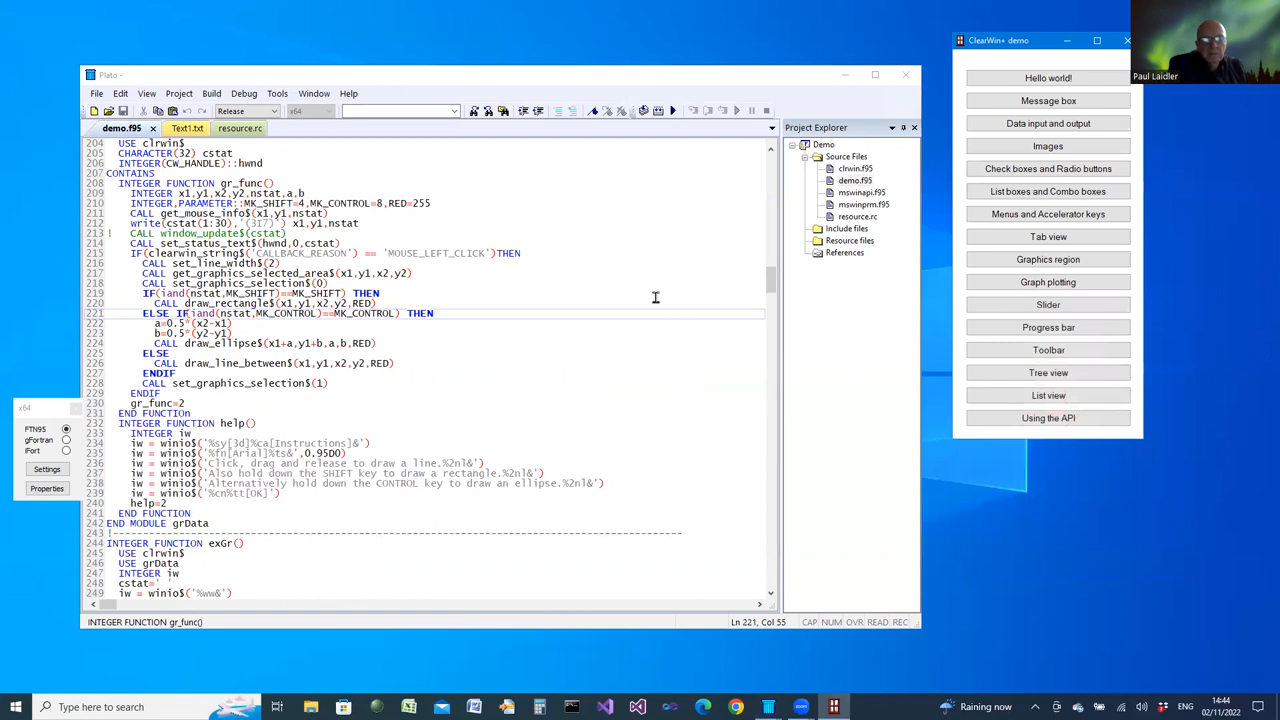 Plato -
File Edit View Project Build Debug Tools Window Help
Release x64
demo.f95 Text1.txt resource.rc
204 USE clrwin$
205 CHARACTER(32) cstat
206 INTEGER(CW_HANDLE)::hwnd
207 CONTAINS
208 INTEGER FUNCTION gr_func()
209 INTEGER x1,y1,x2,y2,nstat,a,b
210 INTEGER,PARAMETER::MK_SHIFT=4,MK_CONTROL=8,RED=255
211 CALL get_mouse_info$(x1,y1,nstat)
212 write(cstat(1:30),'(3I7)') x1,y1,nstat
213 ! CALL window_update$(cstat)
214 CALL set_status_text$(hwnd,0,cstat)
215 IF(clearwin_string$('CALLBACK_REASON') == 'MOUSE_LEFT_CLICK')THEN
216 CALL set_line_width$(2)
217 CALL get_graphics_selected_area$(x1,y1,x2,y2)
218 CALL set_graphics_selection$(0)
219 IF(iand(nstat,MK_SHIFT)==MK_SHIFT) THEN
220 CALL draw_rectangle$(x1,y1,x2,y2,RED)
221 ELSE IF(iand(nstat,MK_CONTROL)==MK_CONTROL) THEN
222 a=0.5*(x2-x1)
223 b=0.5*(y2-y1)
224 CALL draw_ellipse$(x1+a,y1+b,a,b,RED)
225 ELSE
226 CALL draw_line_between$(x1,y1,x2,y2,RED)
227 ENDIF
228 CALL set_graphics_selection$(1)
229 ENDIF
230 gr_func=2
231 END FUNCTIOn
232 INTEGER FUNCTION help()
233 INTEGER iw
234 iw = winio$('%sy[3d]%ca[Instructions]&')
235 iw = winio$('%fn[Arial]%ts&',0.95D0)
236 iw = winio$('Click, drag and release to draw a line.%2nl&')
237 iw = winio$('Also hold down the SHIFT key to draw a rectangle.%2nl&')
238 iw = winio$('Alternatively hold down the CONTROL key to draw an ellipse.%2nl&')
239 iw = winio$('%cn%tt[OK]')
240 help=2
241 END FUNCTION
242 END MODULE grData
243 !-------------------------------------------------------------------------------
244 INTEGER FUNCTION exGr()
245 USE clrwin$
246 USE grData
247 INTEGER iw
248 cstat=' '
249 iw = winio$('%ww&')
INTEGER FUNCTION gr_func()
Ln 221, Col 55 CAP NUM OVR READ REC
Project Explorer
Demo
Source Files
clrwin.f95
demo.f95
mswinapi.f95
mswinprm.f95
resource.rc
Include files
Resource files
References
x64
FTN95
gFortran
iFort
Settings
Properties
ClearWin+ demo
Hello world!
Message box
Data input and output
Images
Check boxes and Radio buttons
List boxes and Combo boxes
Menus and Accelerator keys
Tab view
Graphics region
Graph plotting
Slider
Progress bar
Toolbar
Tree view
List view
Using the API
Paul Laidler
Type here to search
zoom
Raining now
ENG
14:44
02/11/2022